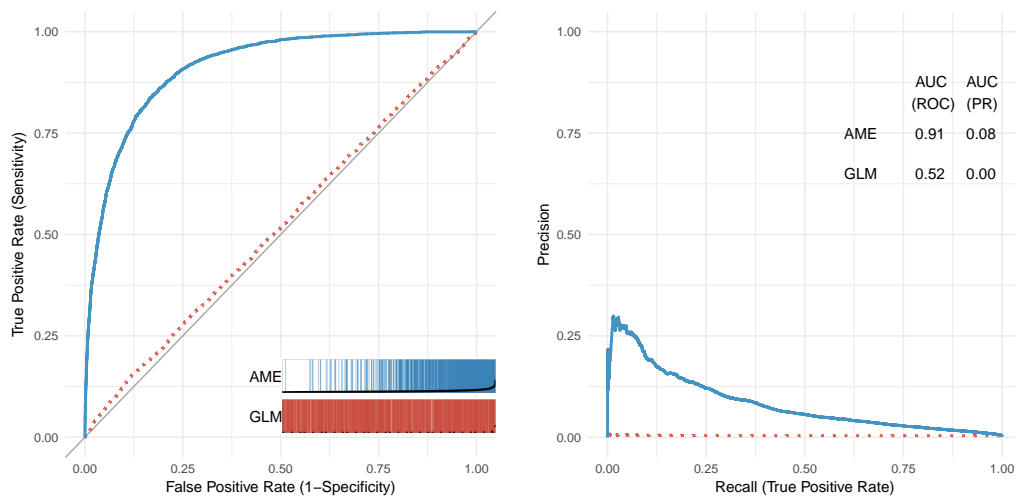 1.00
0.75
0.50
0.25
0.00
True Positive Rate (Sensitivity)
AME
GLM
0.00 0.25 0.50 0.75 1.00
False Positive Rate (1−Specificity)
1.00
0.75
0.50
0.25
0.00
Precision
AUC AUC
(ROC) (PR)
AME 0.91 0.08
GLM 0.52 0.00
0.00 0.25 0.50 0.75 1.00
Recall (True Positive Rate)